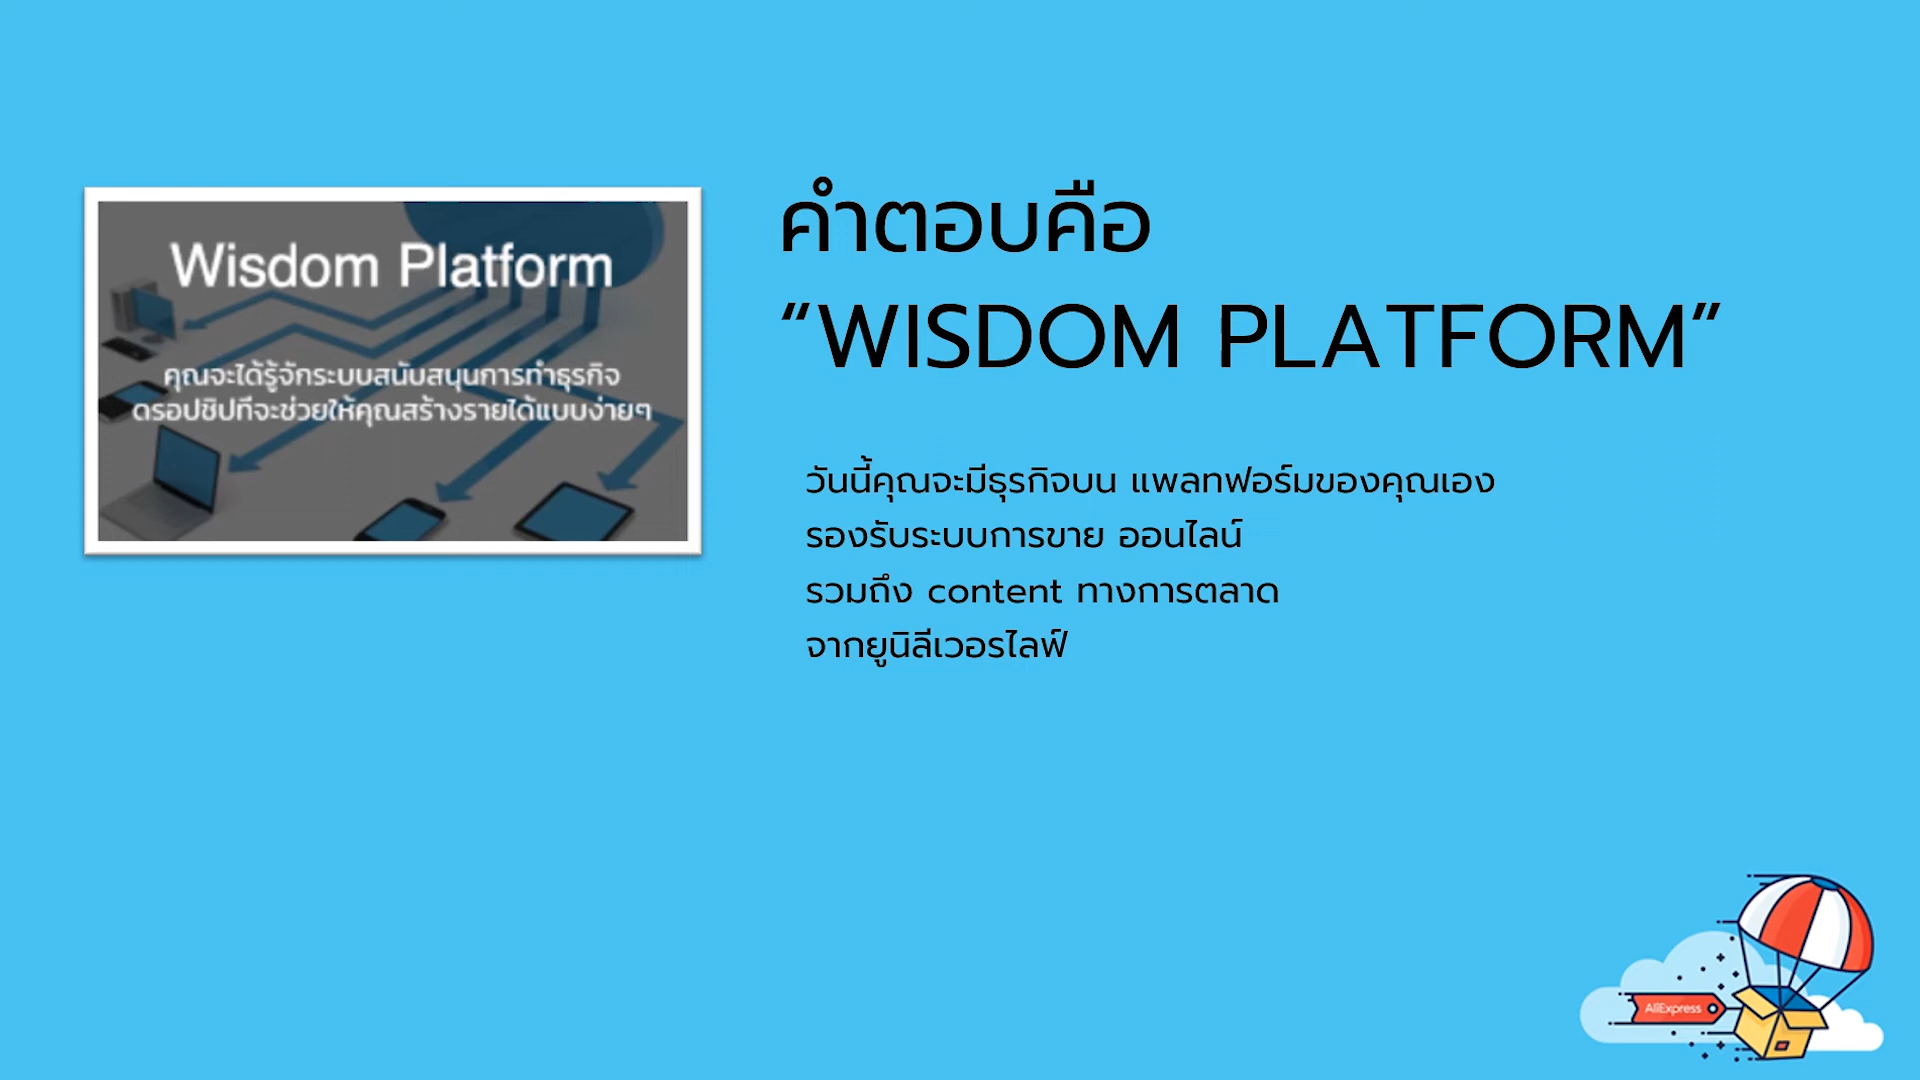 Wisdom Platform
คุณจะได้รู้จักระบบสนับสนุนการทำธุรกิจ
ดรอปชิปที่จะช่วยให้คุณสร้างรายได้แบบง่ายๆ
คำตอบคือ
“WISDOM PLATFORM”
วันนี้คุณจะมีธุรกิจบน แพลทฟอร์มของคุณเอง
รองรับระบบการขาย ออนไลน์
รวมถึง content ทางการตลาด
จากยูนิลีเวอรไลฟ์
AliExpress